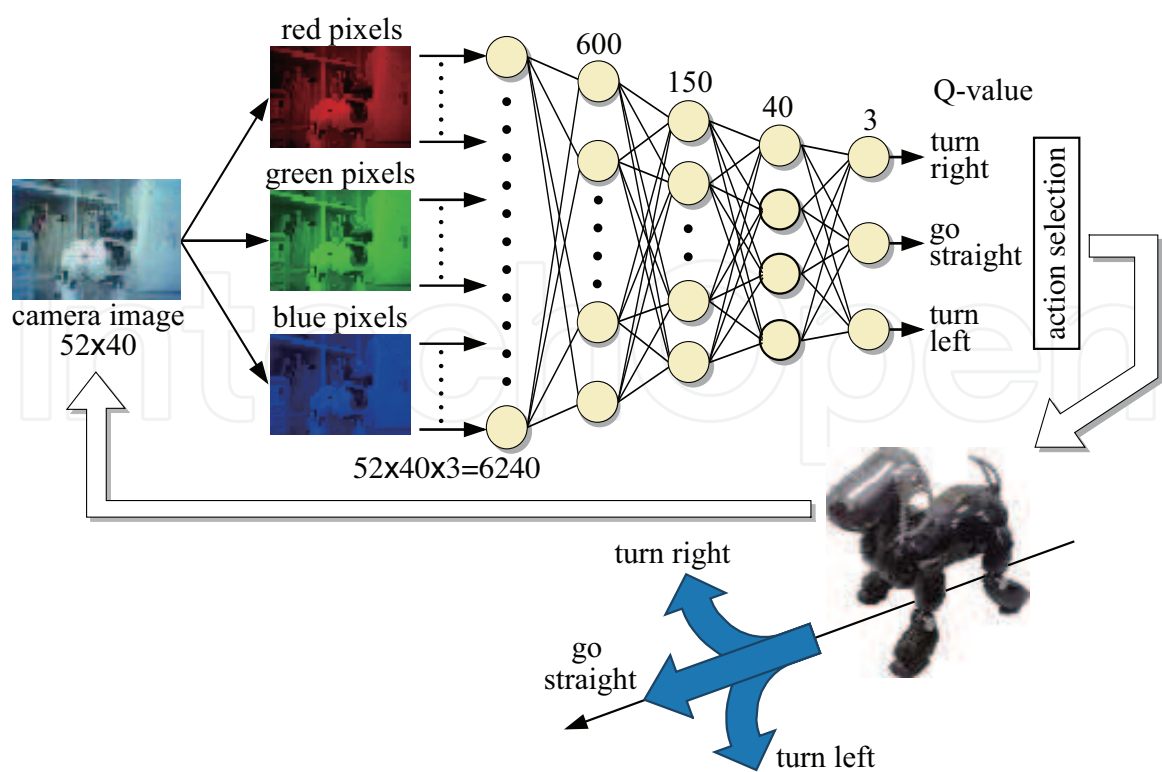 red pixels
green pixels
blue pixels
camera image
52x40
52x40x3=6240
600
150
40
3
Q-value
turn
right
go
straight
turn
left
action selection
turn right
go
straight
turn left
InTechOpen